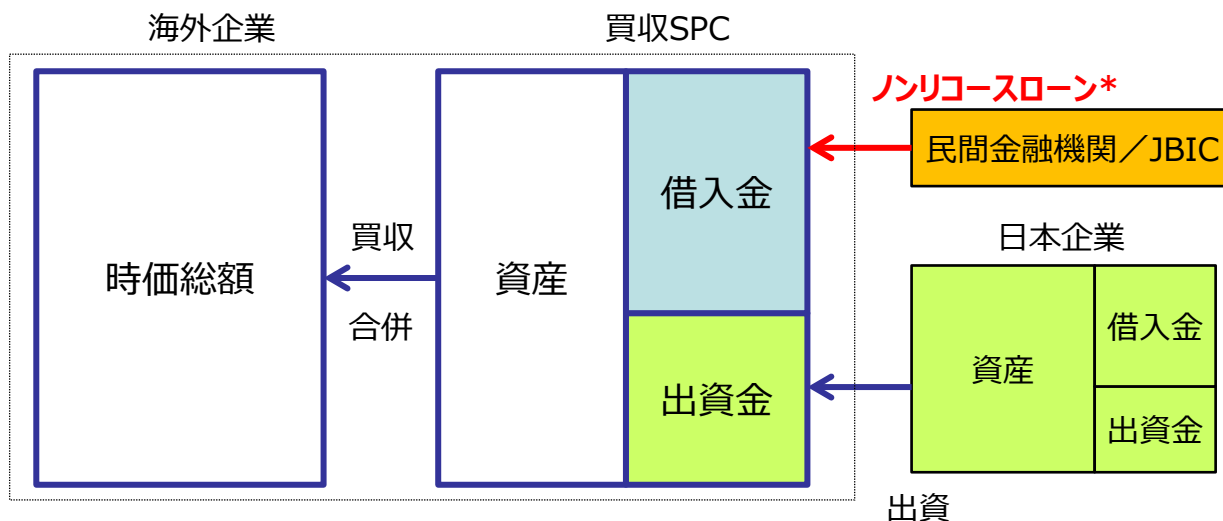 海外企業
買収SPC
ノンリコースローン*
民間金融機関／JBIC
借入金
買収
時価総額
資産
合併
出資金
日本企業
資産
借入金
出資金
出資